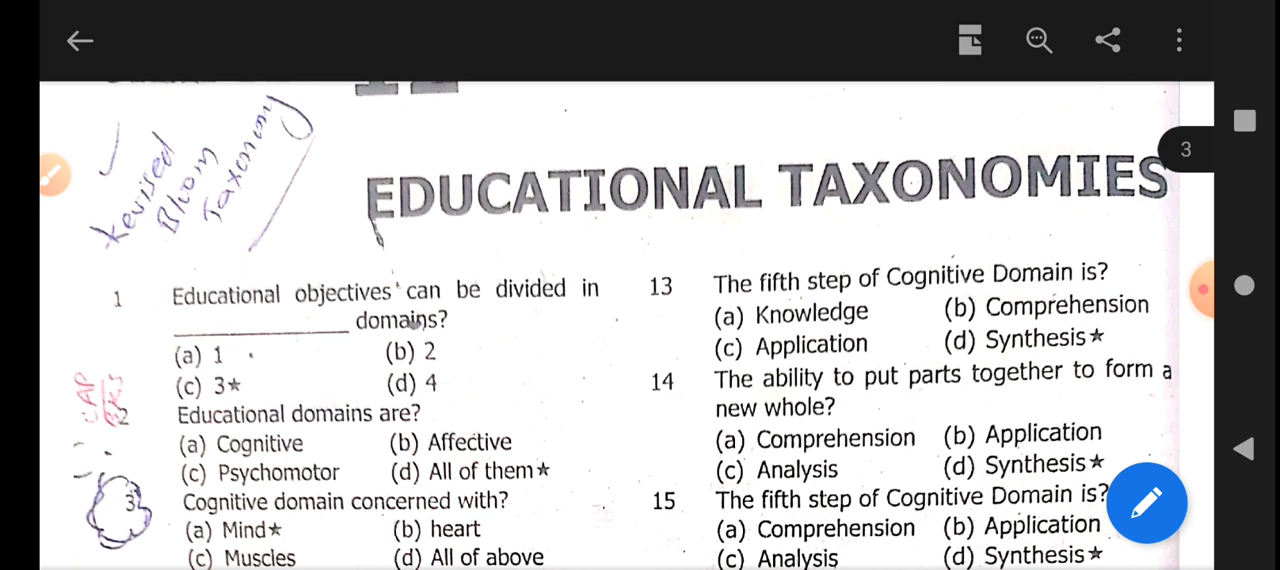 3
Revised
Bloom
Taxonomy
EDUCATIONAL TAXONOMIES
1 Educational objectives can be divided in
____________ domains?
(a) 1 (b) 2
(c) 3★ (d) 4
2 Educational domains are?
(a) Cognitive (b) Affective
(c) Psychomotor (d) All of them★
3 Cognitive domain concerned with?
(a) Mind★ (b) heart
(c) Muscles (d) All of above
13 The fifth step of Cognitive Domain is?
(a) Knowledge (b) Comprehension
(c) Application (d) Synthesis★
14 The ability to put parts together to form a
new whole?
(a) Comprehension (b) Application
(c) Analysis (d) Synthesis★
15 The fifth step of Cognitive Domain is?
(a) Comprehension (b) Application
(c) Analysis (d) Synthesis★